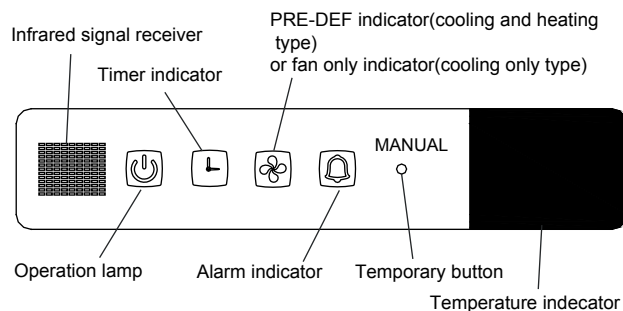 PRE-DEF indicator(cooling and heating
type)
or fan only indicator(cooling only type)
Infrared signal receiver
Timer indicator
MANUAL
Operation lamp
Alarm indicator
Temporary button
Temperature indecator